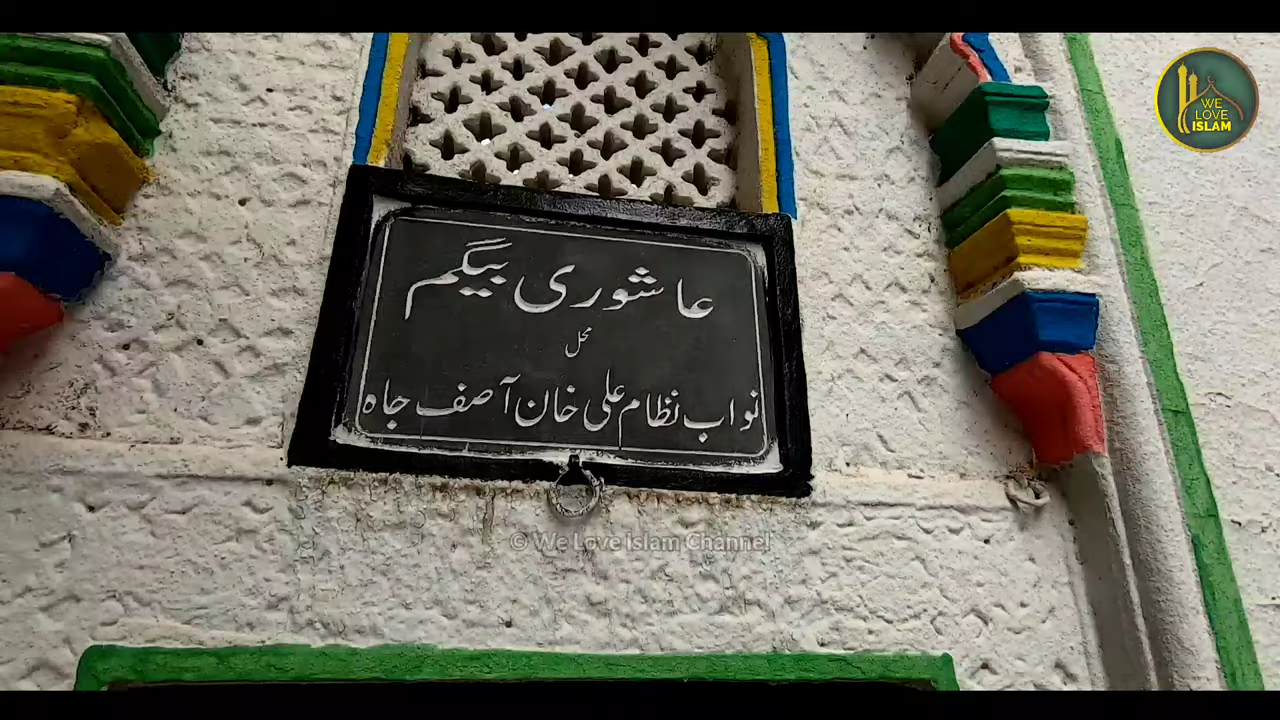 WE
LOVE
ISLAM
عاشوری بیگم
محل
نواب نظام علی خان آصف جاہ
© We Love Islam Channel